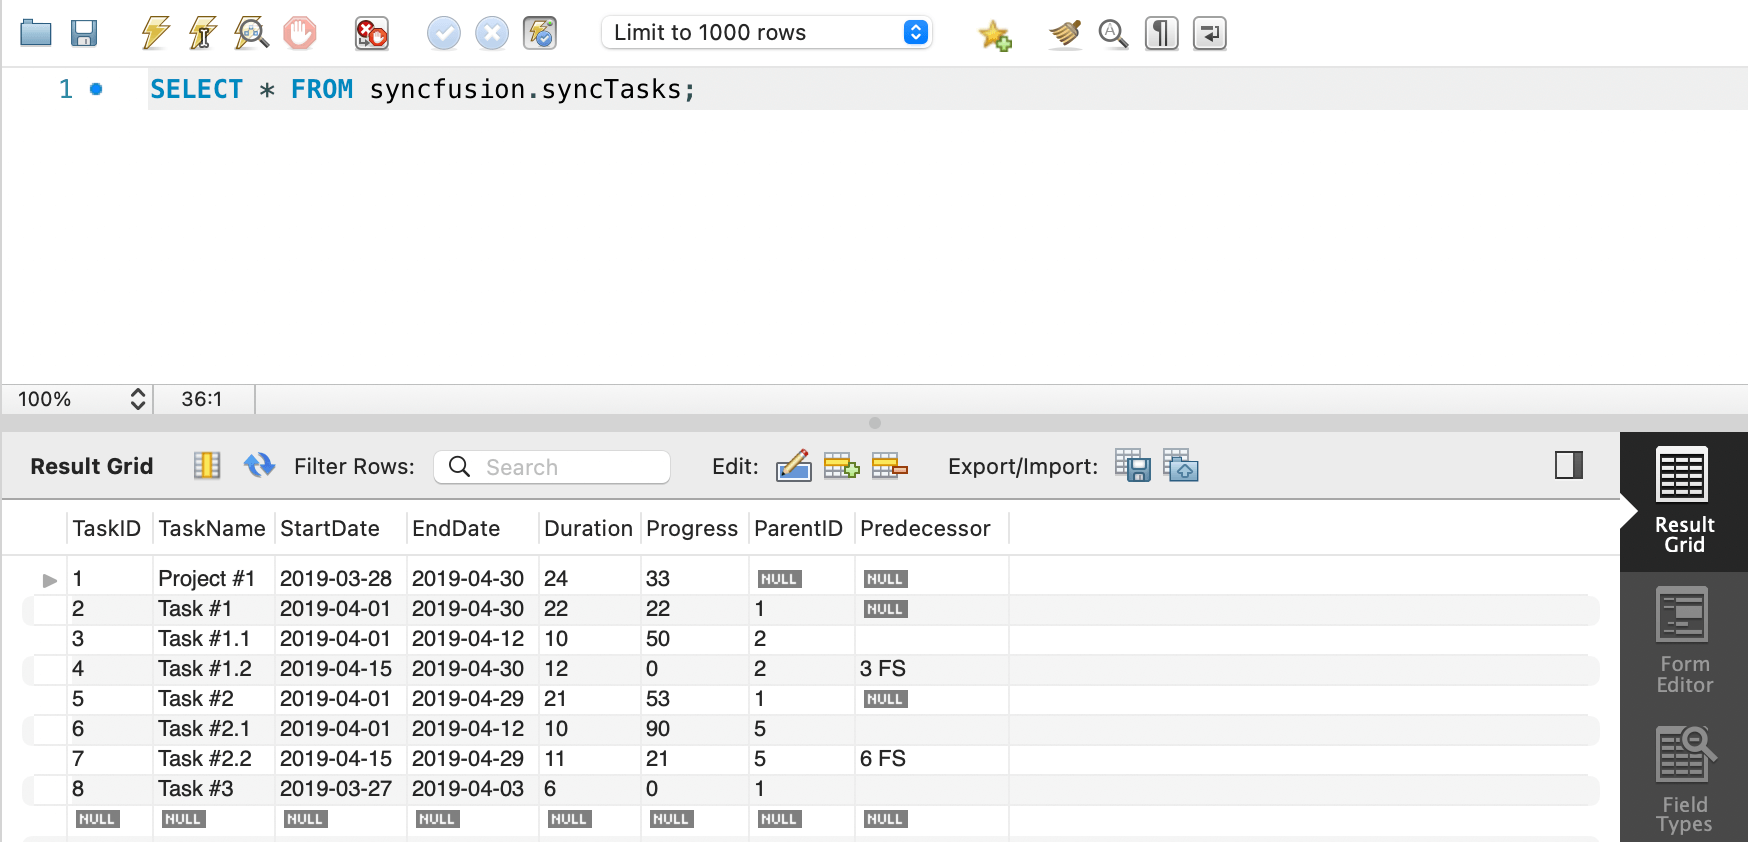 Limit to 1000 rows
1 SELECT * FROM syncfusion.syncTasks;
100% 36:1
Result Grid Filter Rows: Search Edit: Export/Import:
TaskID TaskName StartDate EndDate Duration Progress ParentID Predecessor
1 Project #1 2019-03-28 2019-04-30 24 33 NULL NULL
2 Task #1 2019-04-01 2019-04-30 22 22 1 NULL
3 Task #1.1 2019-04-01 2019-04-12 10 50 2
4 Task #1.2 2019-04-15 2019-04-30 12 0 2 3 FS
5 Task #2 2019-04-01 2019-04-29 21 53 1 NULL
6 Task #2.1 2019-04-01 2019-04-12 10 90 5
7 Task #2.2 2019-04-15 2019-04-29 11 21 5 6 FS
8 Task #3 2019-03-27 2019-04-03 6 0 1
NULL NULL NULL NULL NULL NULL NULL NULL
Result
Grid
Form
Editor
Field
Types